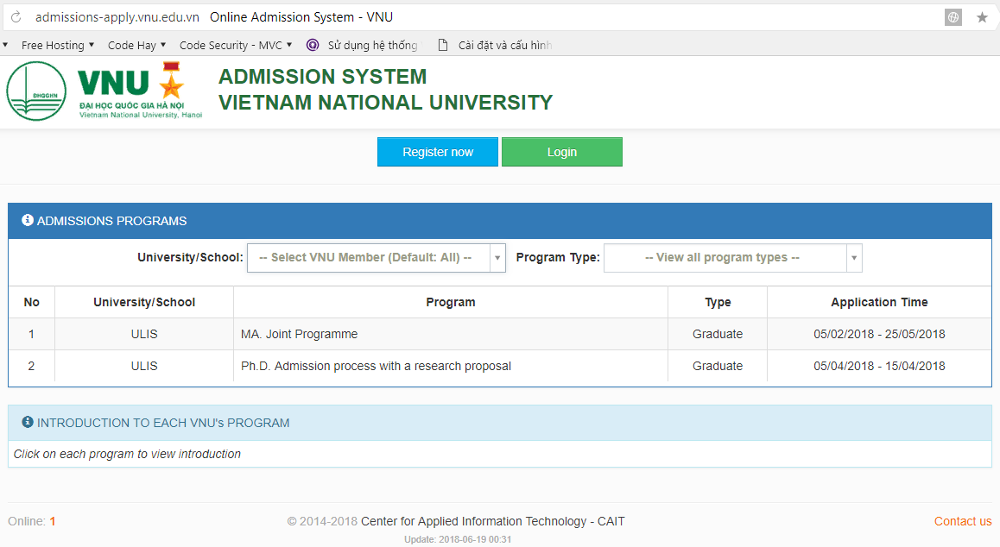 admissions-apply.vnu.edu.vn Online Admission System - VNU
Free Hosting Code Hay Code Security - MVC Sử dụng hệ thống Cài đặt và cấu hình
ĐHQGHN
VNU
ĐẠI HỌC QUỐC GIA HÀ NỘI
Vietnam National University, Hanoi
ADMISSION SYSTEM
VIETNAM NATIONAL UNIVERSITY
Register now Login
ADMISSIONS PROGRAMS
University/School: -- Select VNU Member (Default: All) -- Program Type: -- View all program types --
No University/School Program Type Application Time
1 ULIS MA. Joint Programme Graduate 05/02/2018 - 25/05/2018
2 ULIS Ph.D. Admission process with a research proposal Graduate 05/04/2018 - 15/04/2018
INTRODUCTION TO EACH VNU's PROGRAM
Click on each program to view introduction
Online: 1 © 2014-2018 Center for Applied Information Technology - CAIT Contact us
Update: 2018-06-19 00:31